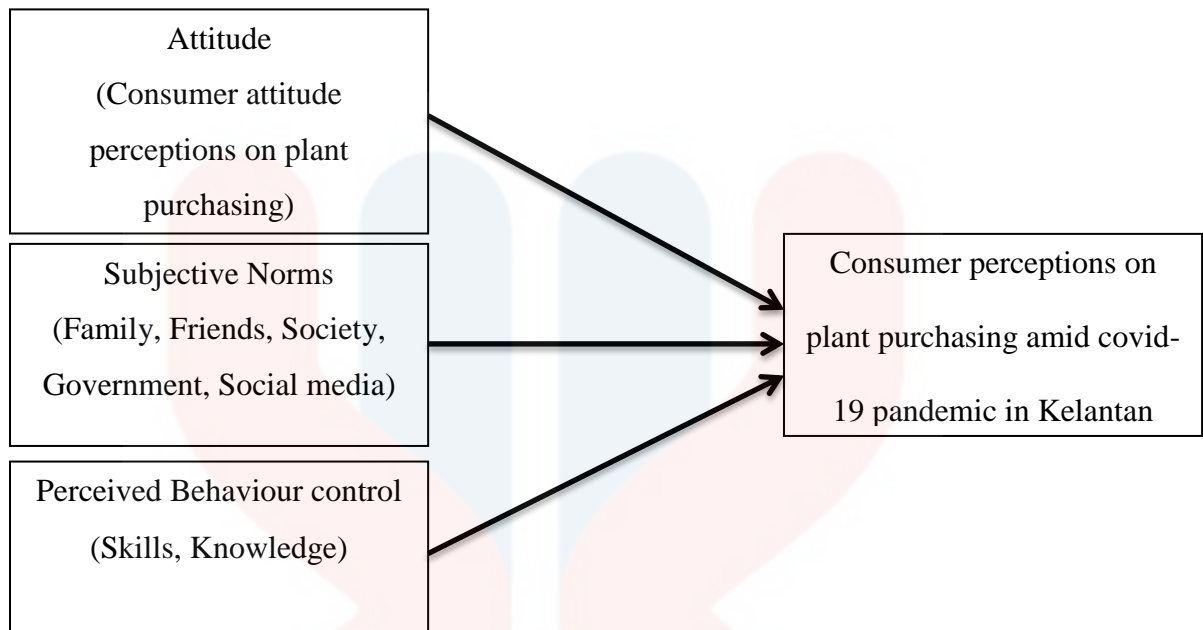 Attitude
(Consumer attitude
perceptions on plant
purchasing)
Subjective Norms
(Family, Friends, Society,
Government, Social media)
Perceived Behaviour control
(Skills, Knowledge)
Consumer perceptions on
plant purchasing amid covid-
19 pandemic in Kelantan